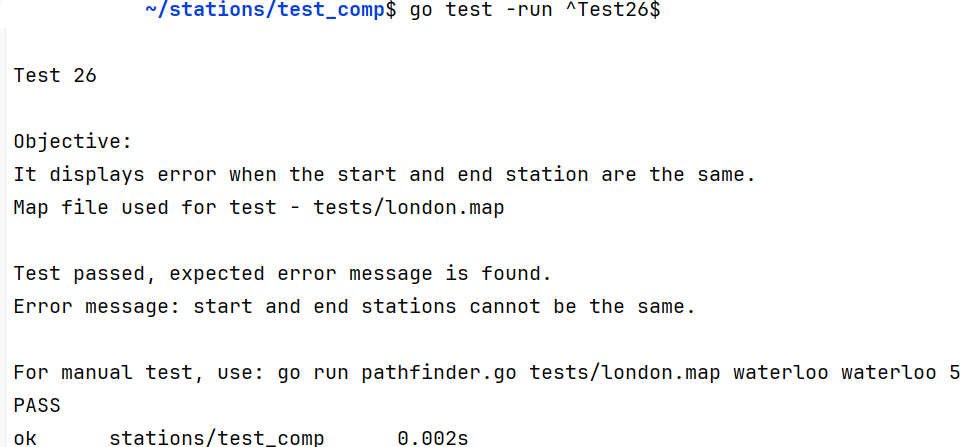 ~/stations/test_comp$ go test -run ^Test26$
Test 26
Objective:
It displays error when the start and end station are the same.
Map file used for test - tests/london.map
Test passed, expected error message is found.
Error message: start and end stations cannot be the same.
For manual test, use: go run pathfinder.go tests/london.map waterloo waterloo 5
PASS
ok      stations/test_comp      0.002s